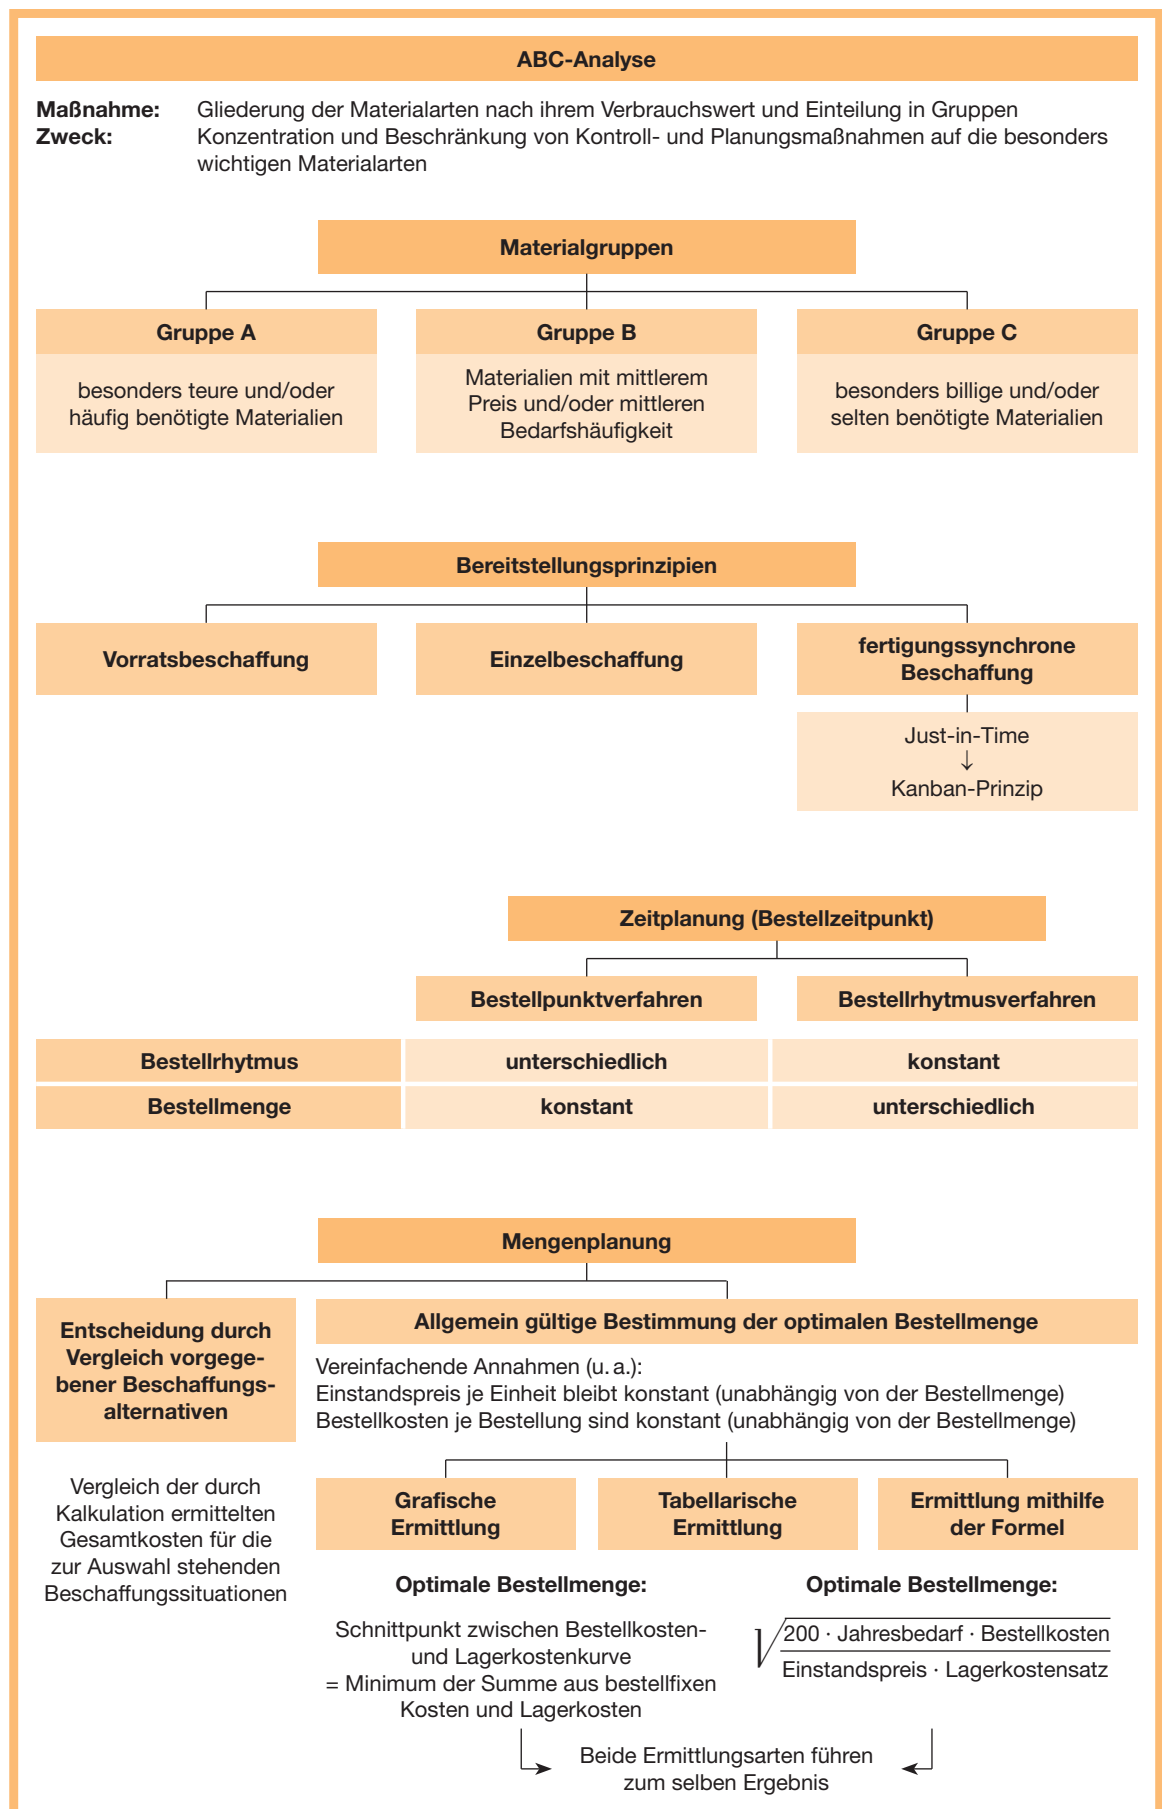 ABC-Analyse
Maßnahme: Gliederung der Materialarten nach ihrem Verbrauchswert und Einteilung in Gruppen
Zweck: Konzentration und Beschränkung von Kontroll- und Planungsmaßnahmen auf die besonders
wichtigen Materialarten
Materialgruppen
Gruppe A
besonders teure und/oder
häufig benötigte Materialien
Gruppe B
Materialien mit mittlerem
Preis und/oder mittleren
Bedarfshäufigkeit
Gruppe C
besonders billige und/oder
selten benötigte Materialien
Bereitstellungsprinzipien
Vorratsbeschaffung
Einzelbeschaffung
fertigungssynchrone
Beschaffung
Just-in-Time
↓
Kanban-Prinzip
Zeitplanung (Bestellzeitpunkt)
Bestellpunktverfahren
Bestellrhytmusverfahren
Bestellrhytmus unterschiedlich konstant
Bestellmenge konstant unterschiedlich
Mengenplanung
Entscheidung durch
Vergleich vorgege-
bener Beschaffungs-
alternativen
Vergleich der durch
Kalkulation ermittelten
Gesamtkosten für die
zur Auswahl stehenden
Beschaffungssituationen
Allgemein gültige Bestimmung der optimalen Bestellmenge
Vereinfachende Annahmen (u. a.):
Einstandspreis je Einheit bleibt konstant (unabhängig von der Bestellmenge)
Bestellkosten je Bestellung sind konstant (unabhängig von der Bestellmenge)
Grafische
Ermittlung
Tabellarische
Ermittlung
Ermittlung mithilfe
der Formel
Optimale Bestellmenge:
Schnittpunkt zwischen Bestellkosten-
und Lagerkostenkurve
= Minimum der Summe aus bestellfixen
Kosten und Lagerkosten
Optimale Bestellmenge:
√ 200 · Jahresbedarf · Bestellkosten
Einstandspreis · Lagerkostensatz
Beide Ermittlungsarten führen
zum selben Ergebnis